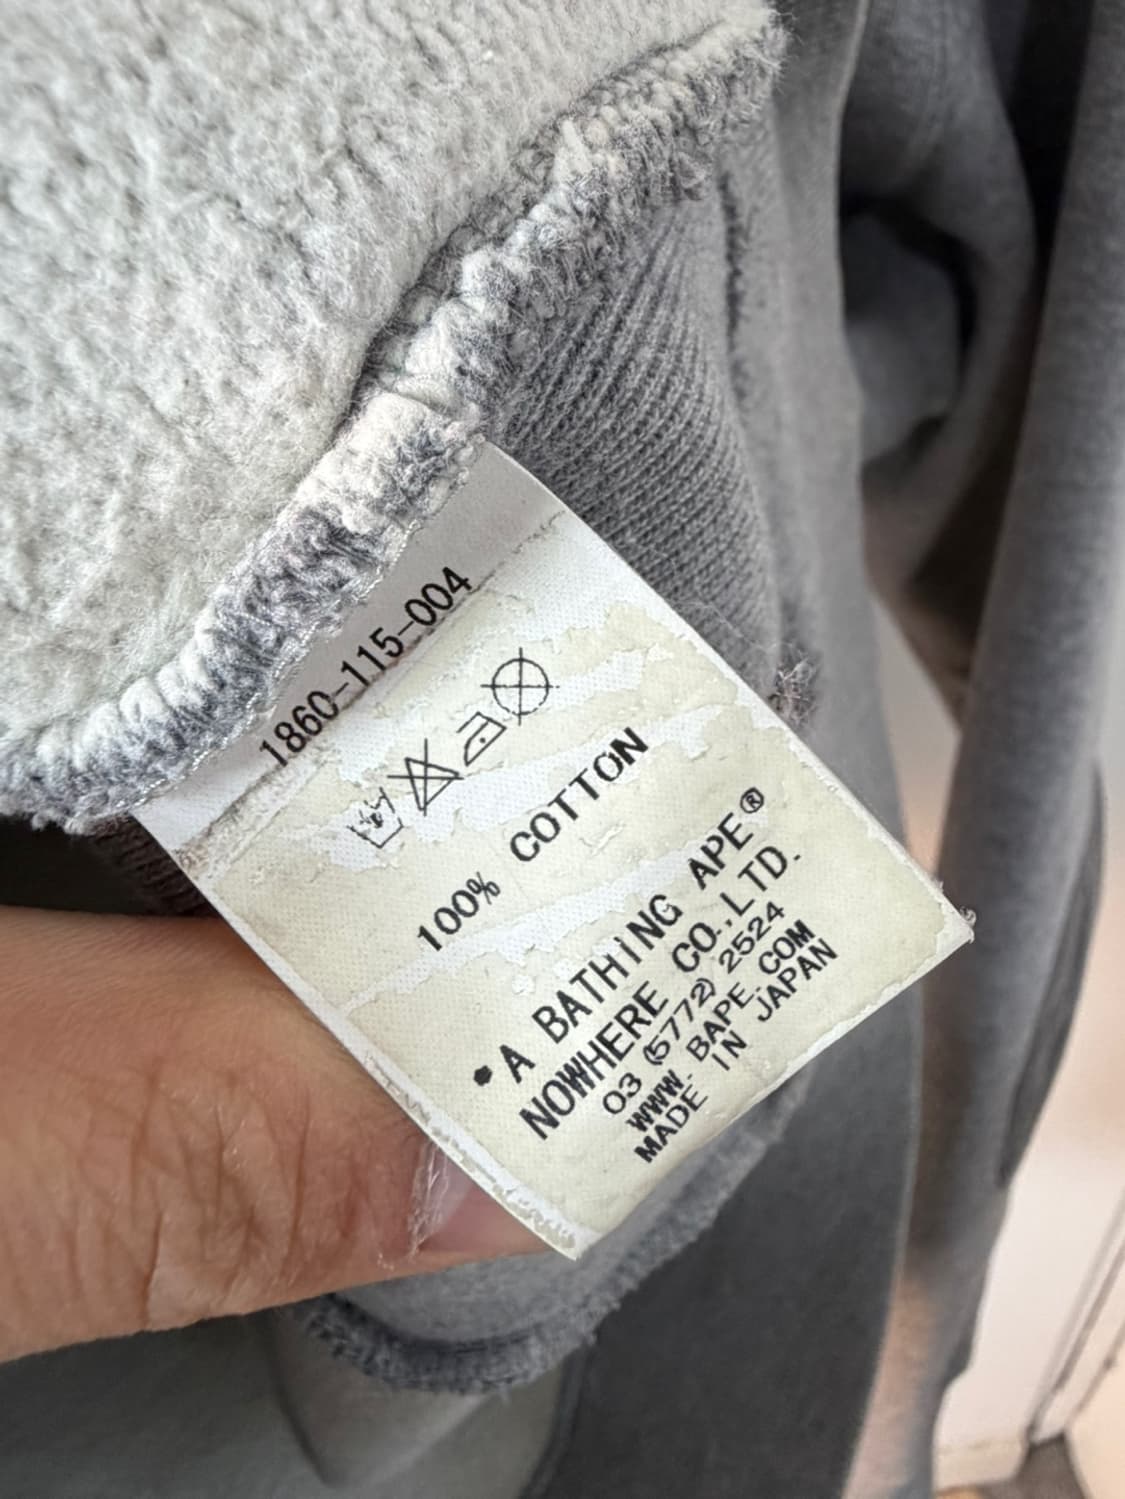 1860-115-004
100% COTTON
•A BATHING APE®
NOWHERE CO.,LTD.
03 (5772) 2524
WWW. BAPE. COM
MADE IN JAPAN